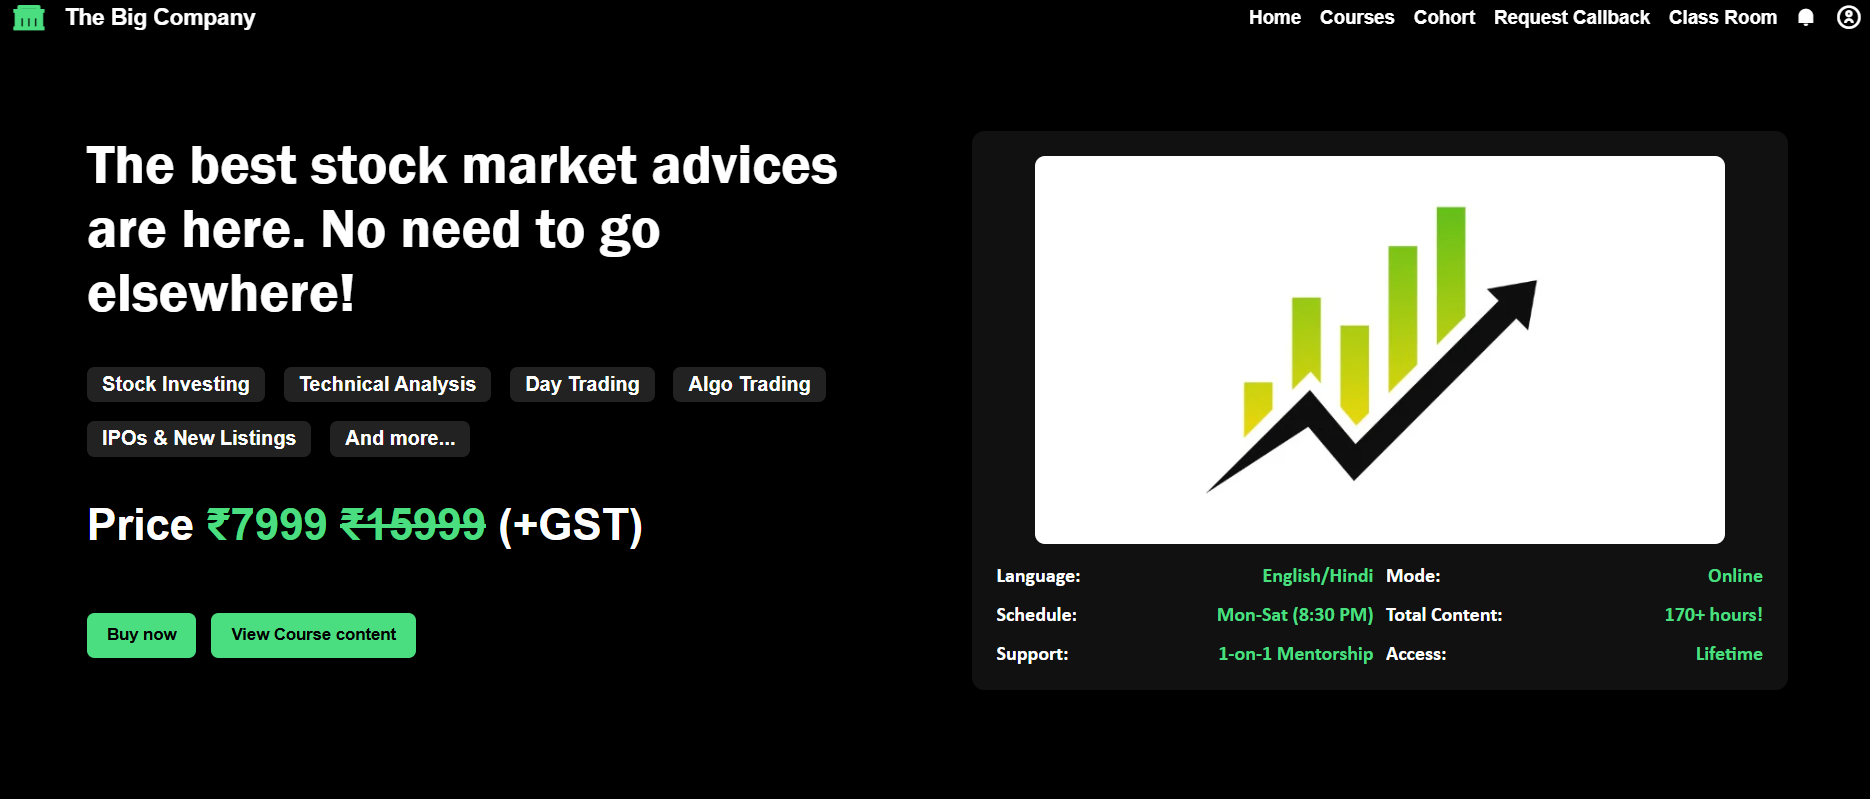 The Big Company
Home Courses Cohort Request Callback Class Room
The best stock market advices
are here. No need to go
elsewhere!
Stock Investing Technical Analysis Day Trading Algo Trading
IPOs & New Listings And more...
Price ₹7999 ₹15999 (+GST)
Buy now View Course content
Language: English/Hindi Mode: Online
Schedule: Mon-Sat (8:30 PM) Total Content: 170+ hours!
Support: 1-on-1 Mentorship Access: Lifetime